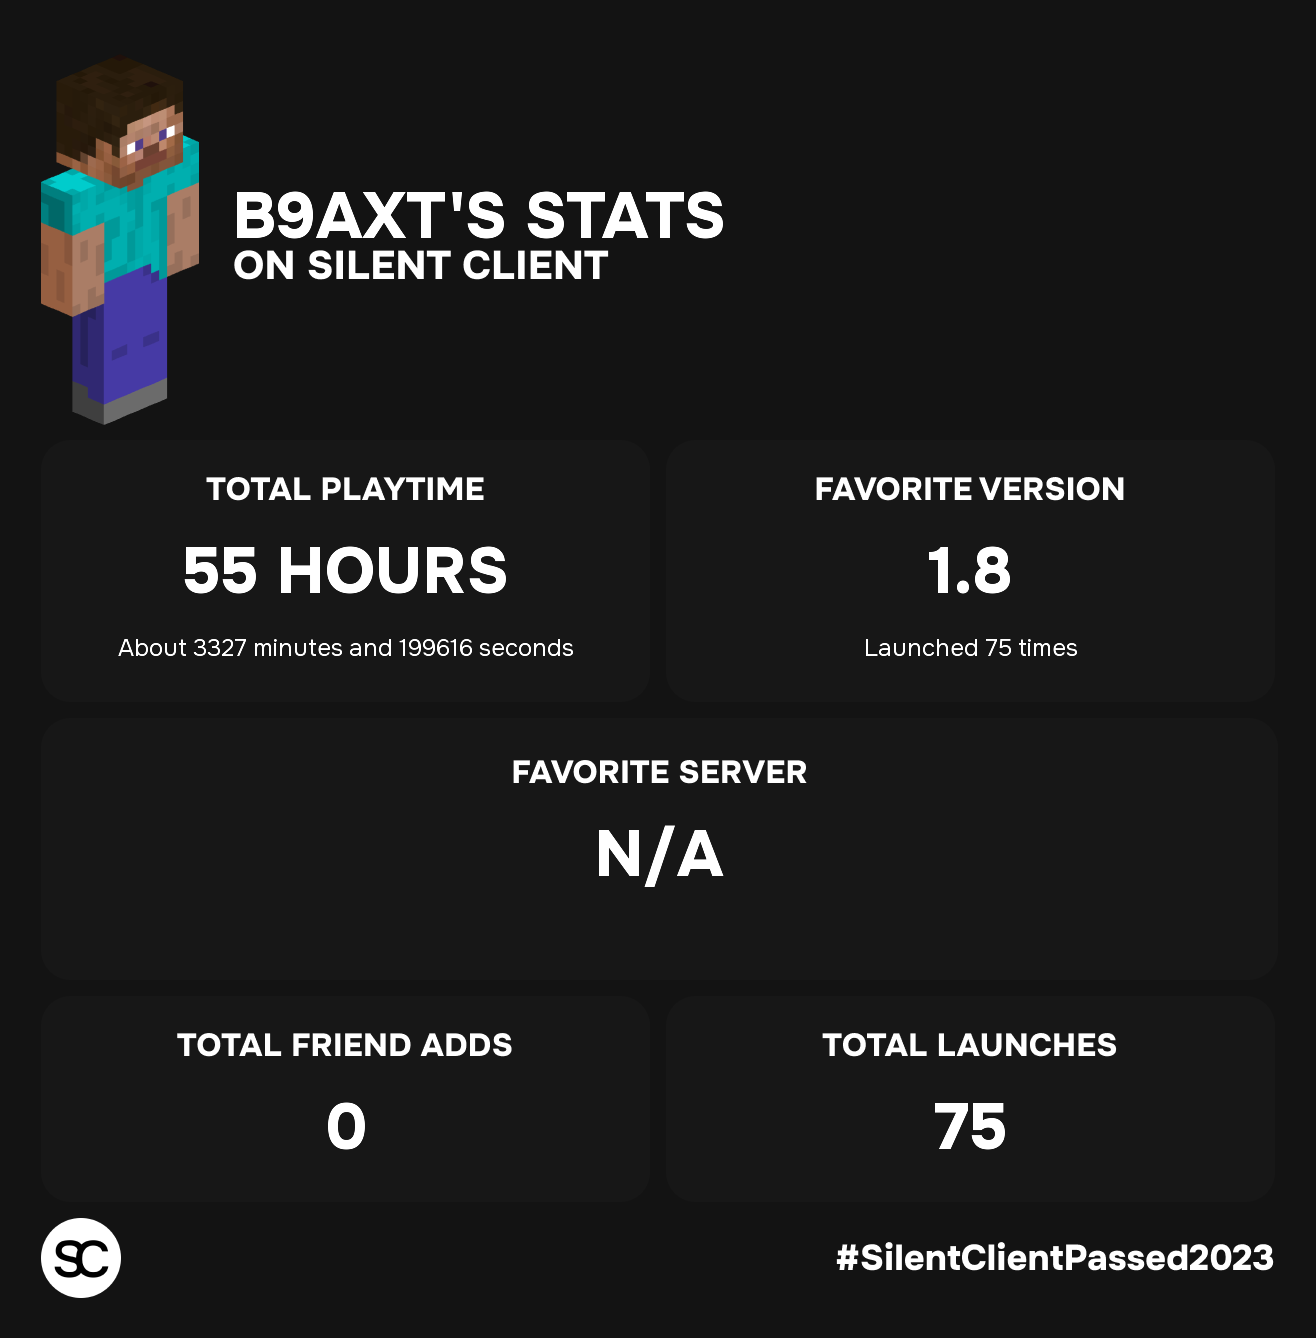 B9AXT'S STATS
ON SILENT CLIENT
TOTAL PLAYTIME
55 HOURS
About 3327 minutes and 199616 seconds
FAVORITE VERSION
1.8
Launched 75 times
FAVORITE SERVER
N/A
TOTAL FRIEND ADDS
0
TOTAL LAUNCHES
75
SC
#SilentClientPassed2023